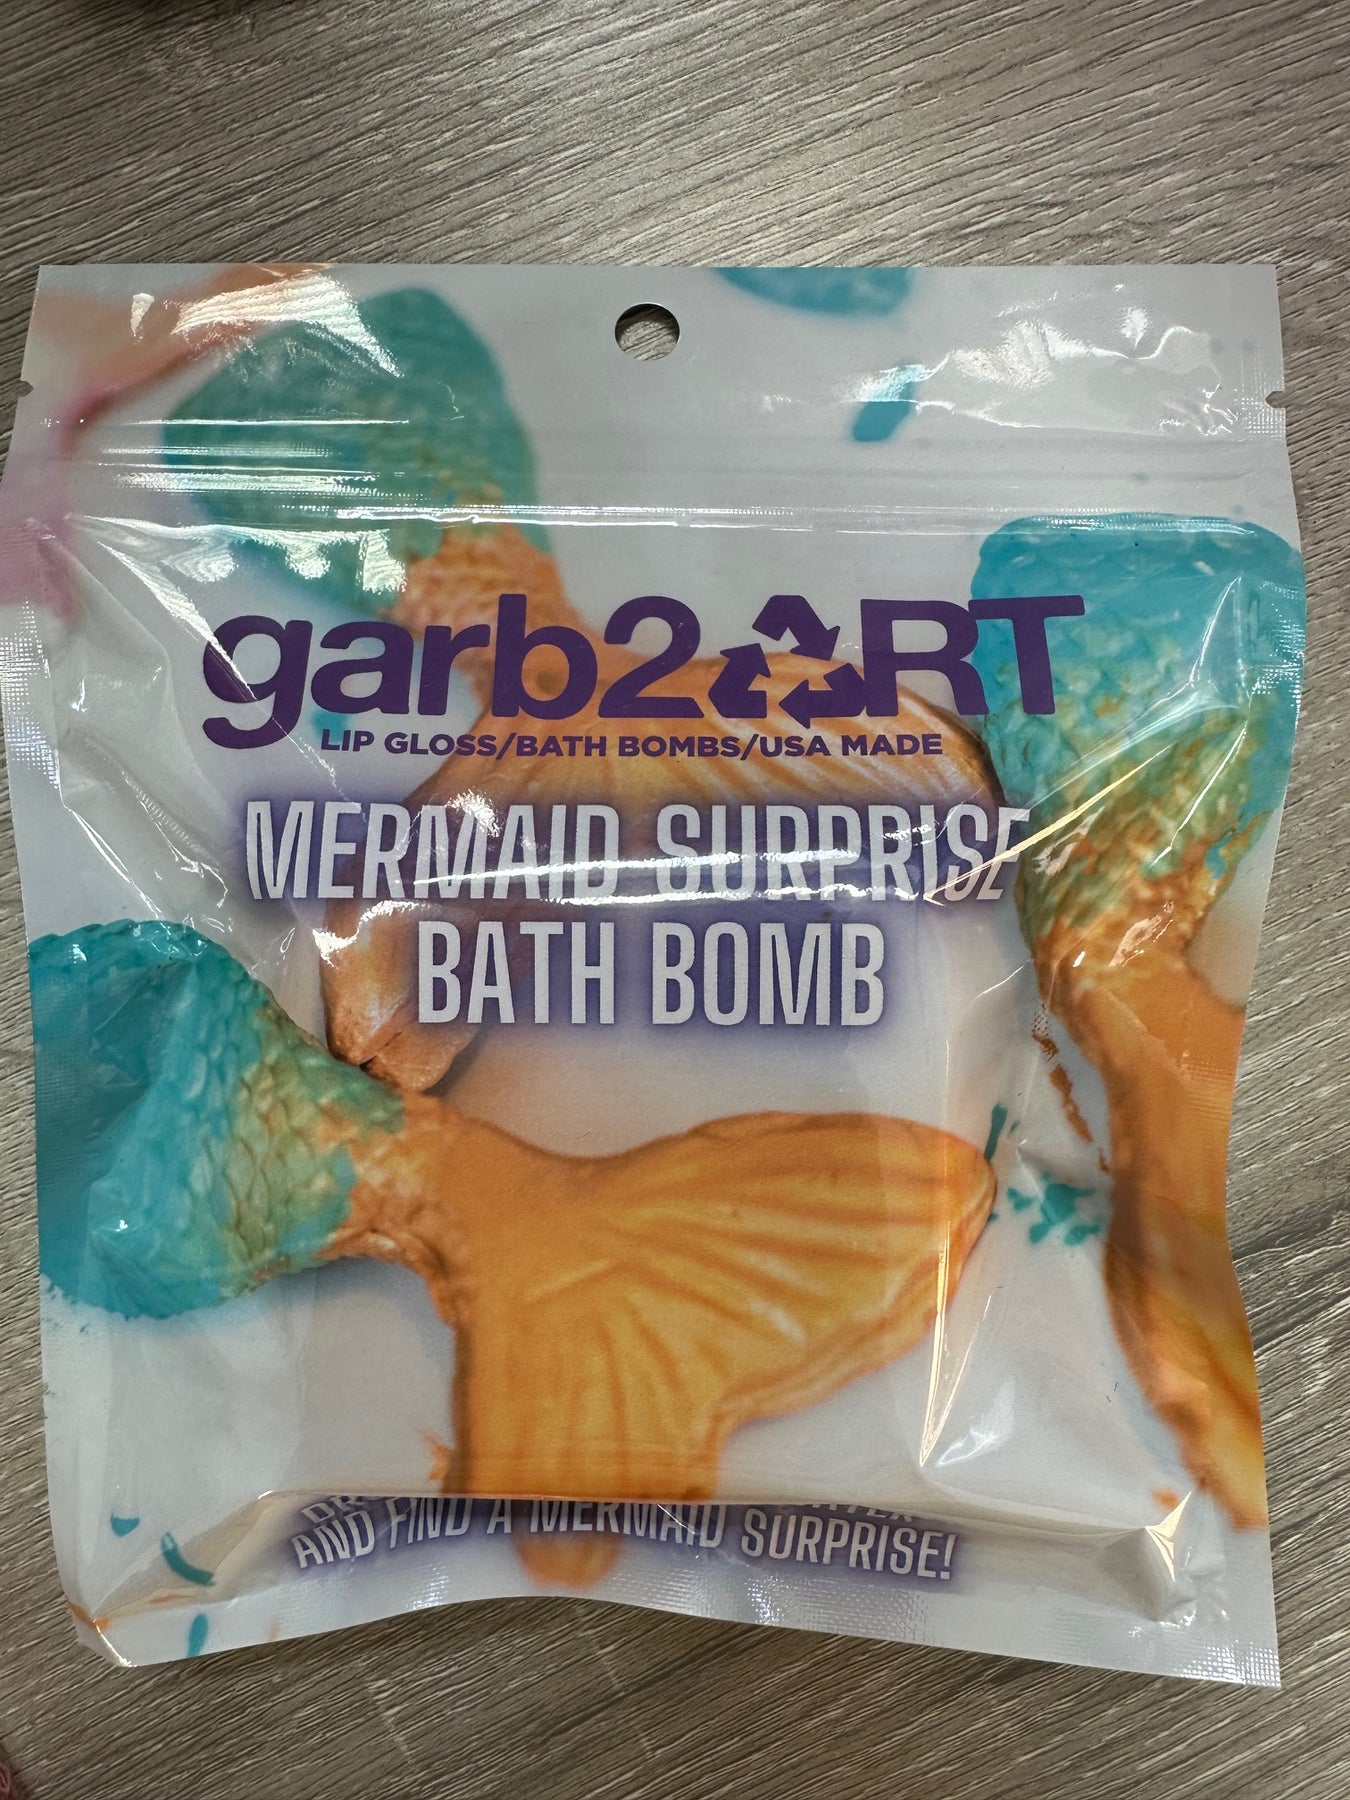 garb2ART
LIP GLOSS/BATH BOMBS/USA MADE
MERMAID SURPRISE
BATH BOMB
AND FIND A MERMAID SURPRISE!